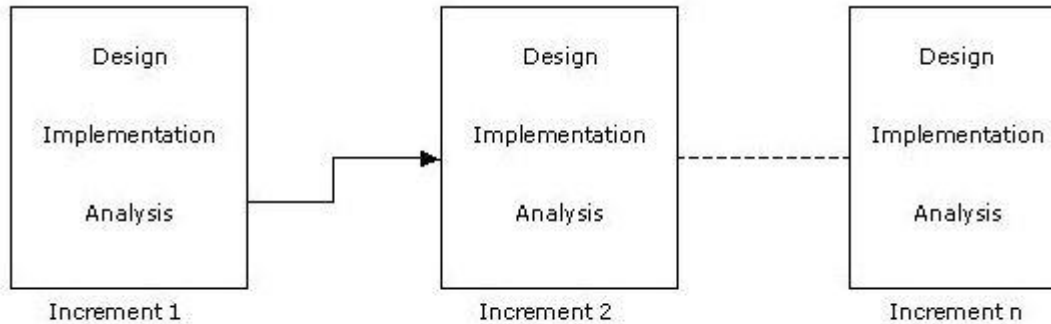 Design
Implementation
Analysis
Increment 1
Design
Implementation
Analysis
Increment 2
Design
Implementation
Analysis
Increment n